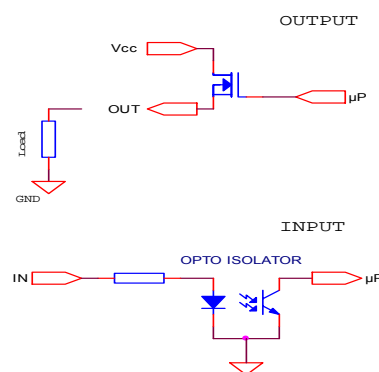 OUTPUT
Vcc
OUT
µP
Load
GND
INPUT
OPTO ISOLATOR
IN
µP